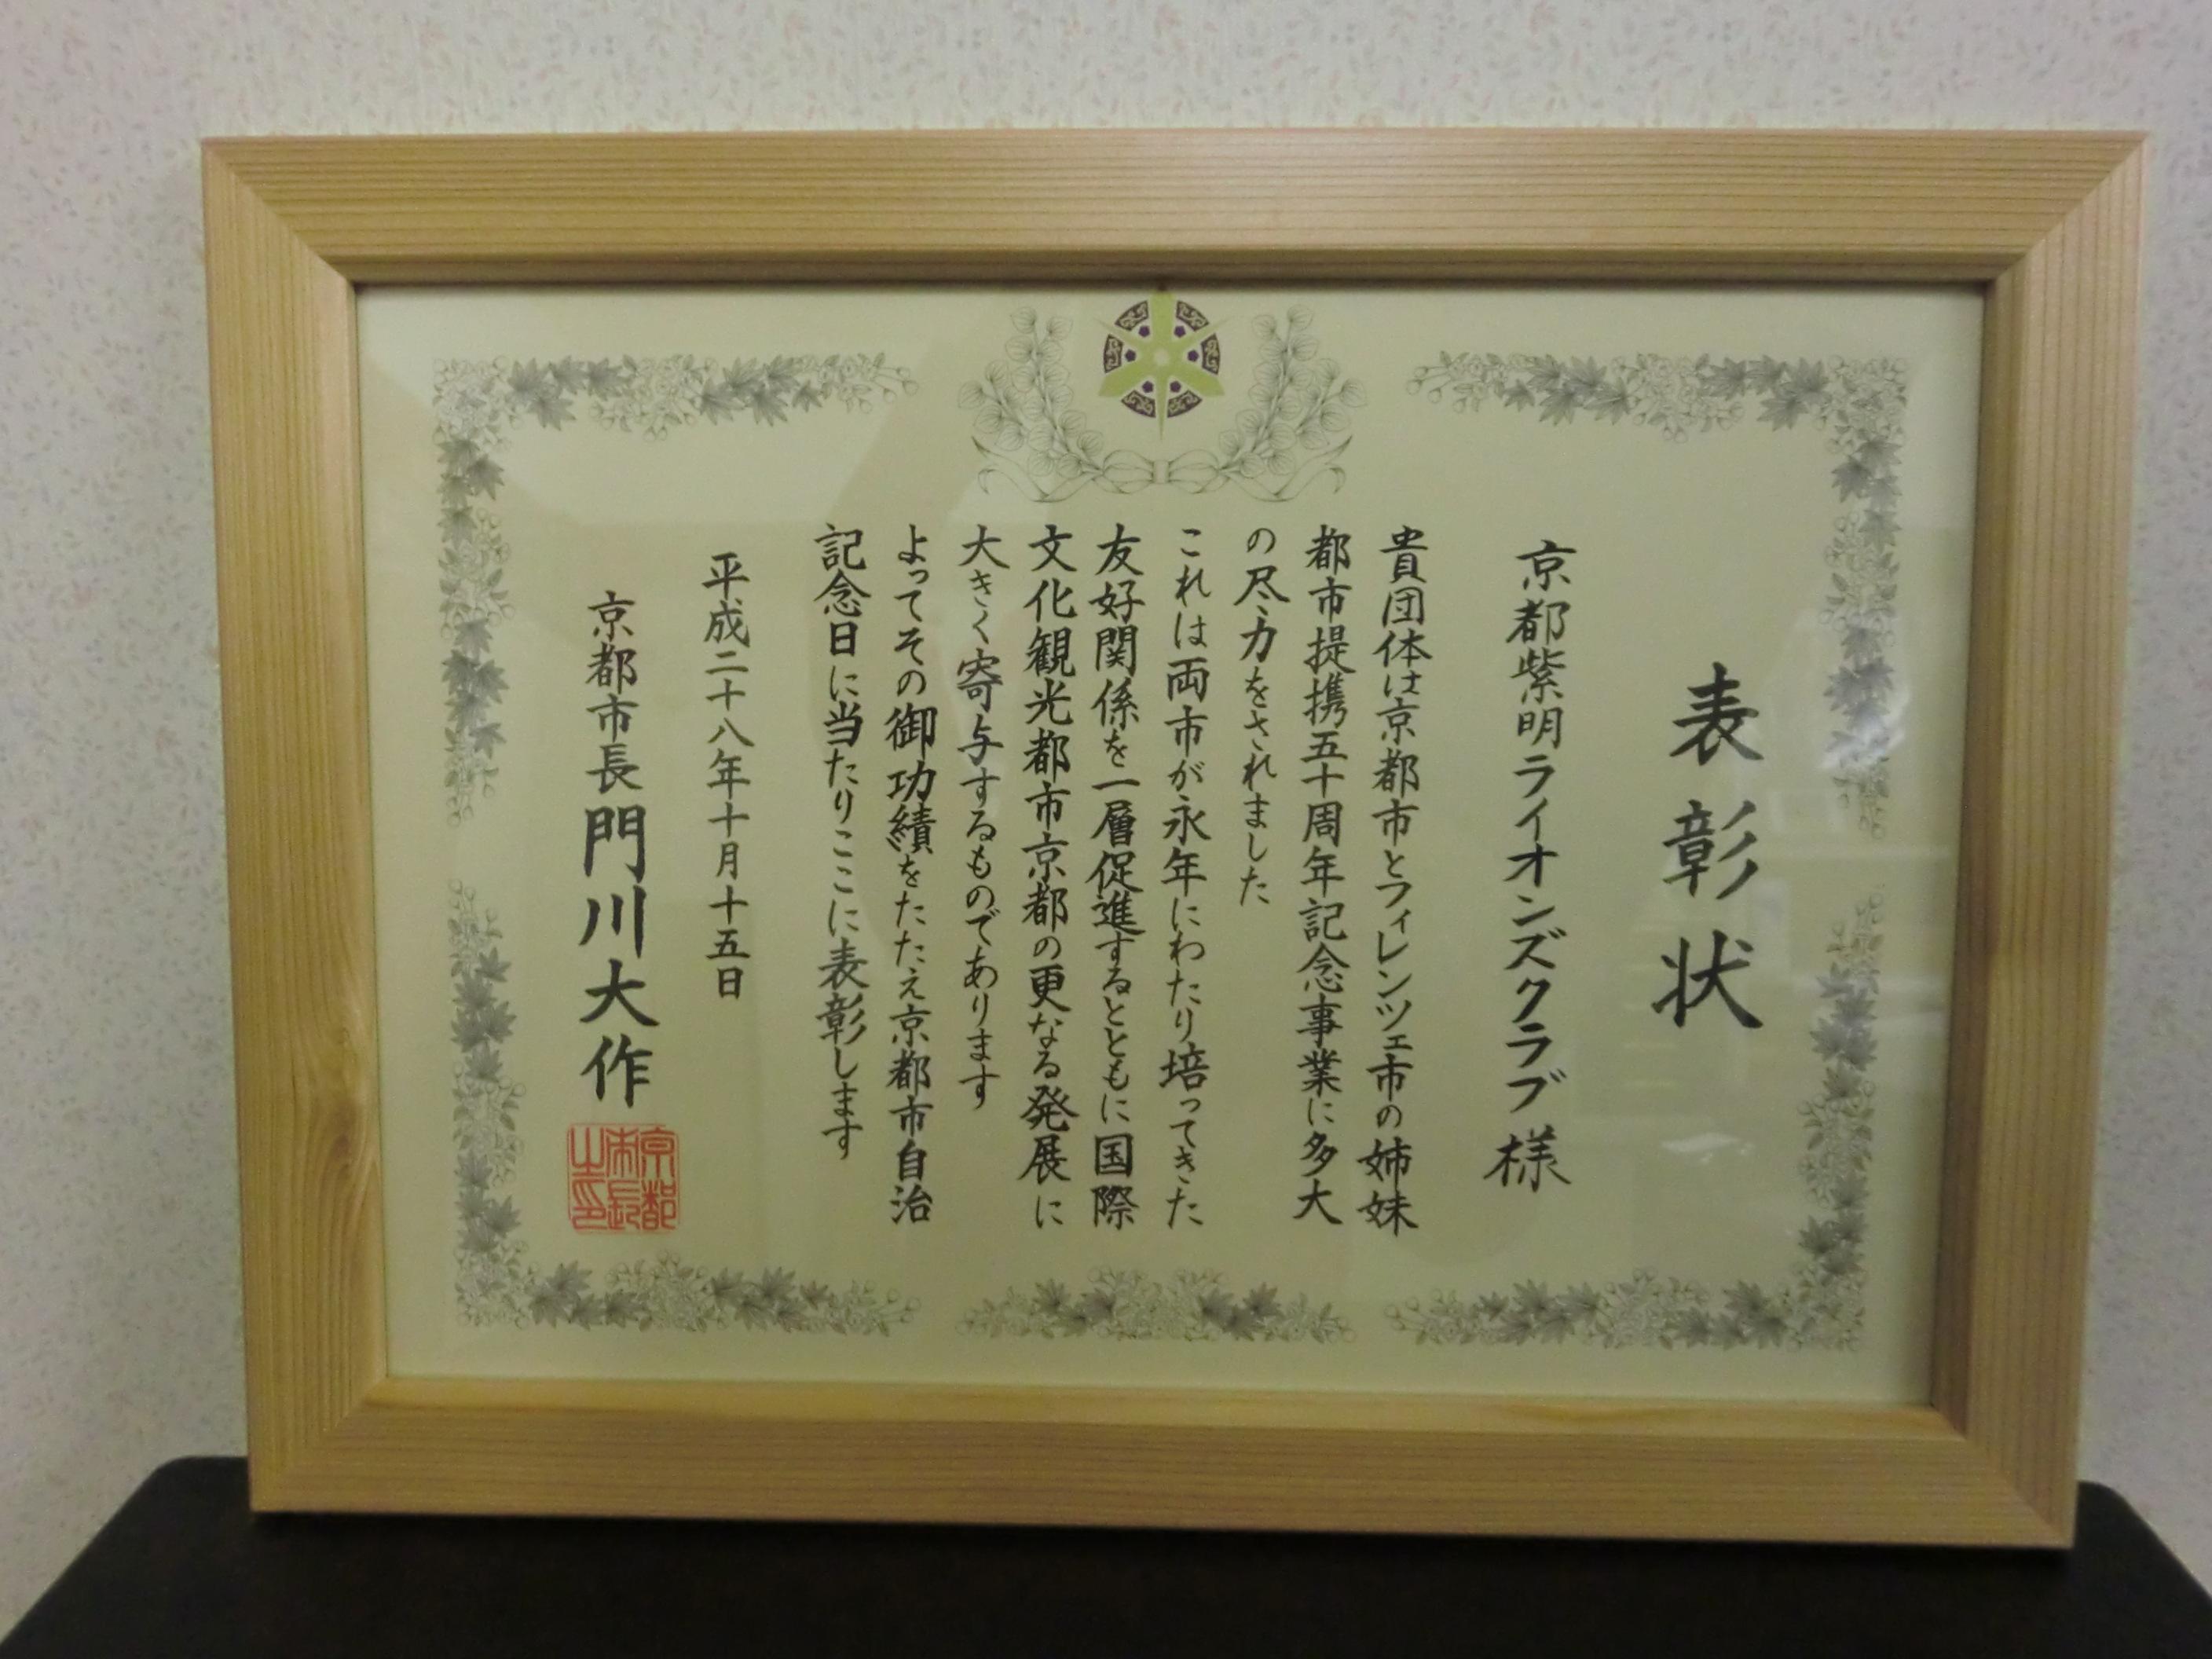 表彰状
京都紫明ライオンズクラブ様
貴団体は京都市とフィレンツェ市の姉妹
都市提携五十周年記念事業に多大
の尽力をされました
これは両市が永年にわたり培ってきた
友好関係を一層促進するとともに国際
文化観光都市京都の更なる発展に
大きく寄与するものであります
よってその御功績をたたえ京都市自治
記念日に当たりここに表彰します
平成二十八年十月十五日
京都市長門川大作
京都
市長
之印